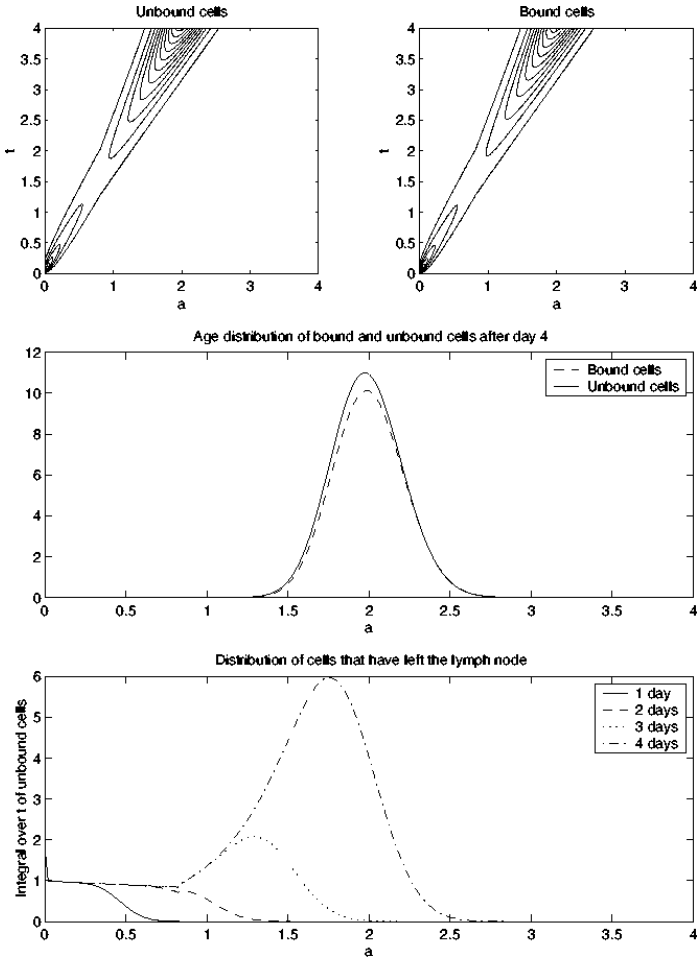 Unbound cells
Bound cells
4
3.5
3
2.5
2
1.5
1
0.5
0
t
0 1 2 3 4
a
4
3.5
3
2.5
2
1.5
1
0.5
0
t
0 1 2 3 4
a
Age distribution of bound and unbound cells after day 4
12
10
8
6
4
2
0
Bound cells
Unbound cells
0 0.5 1 1.5 2 2.5 3 3.5 4
a
Distribution of cells that have left the lymph node
Integral over t of unbound cells
6
5
4
3
2
1
0
1 day
2 days
3 days
4 days
0 0.5 1 1.5 2 2.5 3 3.5 4
a